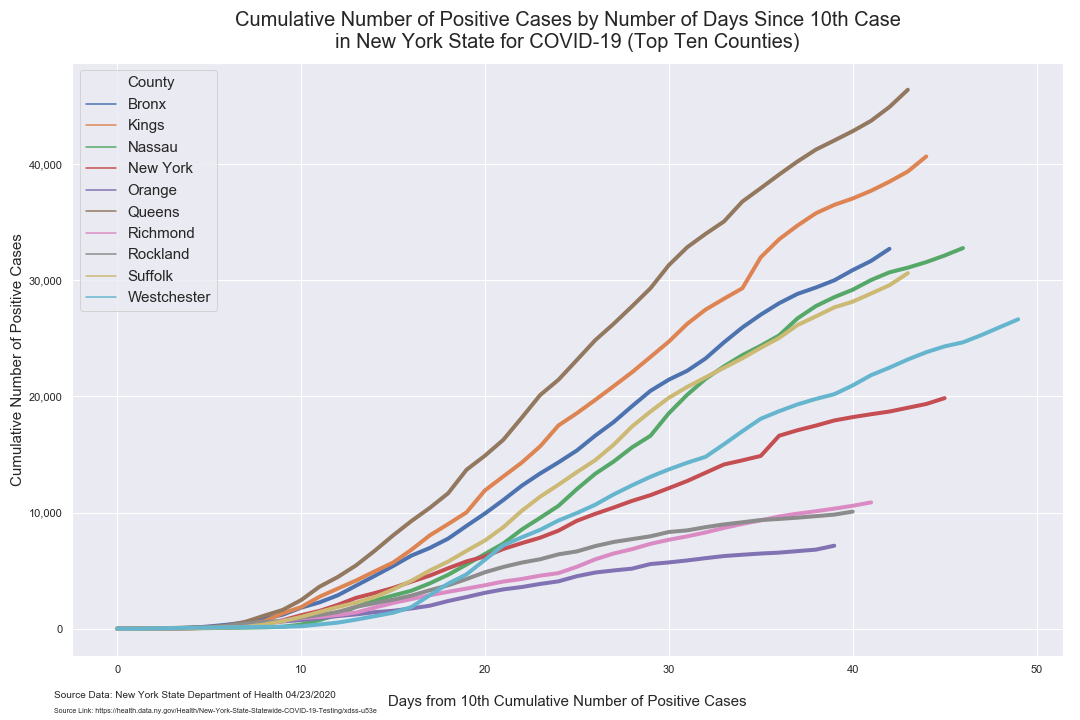 Cumulative Number of Positive Cases by Number of Days Since 10th Case
in New York State for COVID-19 (Top Ten Counties)
County
Bronx
Kings
Nassau
New York
Orange
Queens
Richmond
Rockland
Suffolk
Westchester
Cumulative Number of Positive Cases
40,000
30,000
20,000
10,000
0
0 10 20 30 40 50
Days from 10th Cumulative Number of Positive Cases
Source Data: New York State Department of Health 04/23/2020
Source Link: https://health.data.ny.gov/Health/New-York-State-Statewide-COVID-19-Testing/xdss-u53e